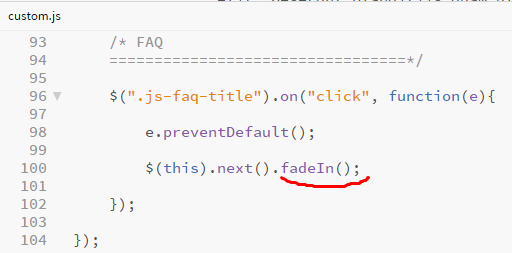 custom.js
93 /* FAQ
94 =================================*/
95
96 $(".js-faq-title").on("click", function(e){
97
98 e.preventDefault();
99
100 $(this).next().fadeIn();
101
102 });
103
104 });